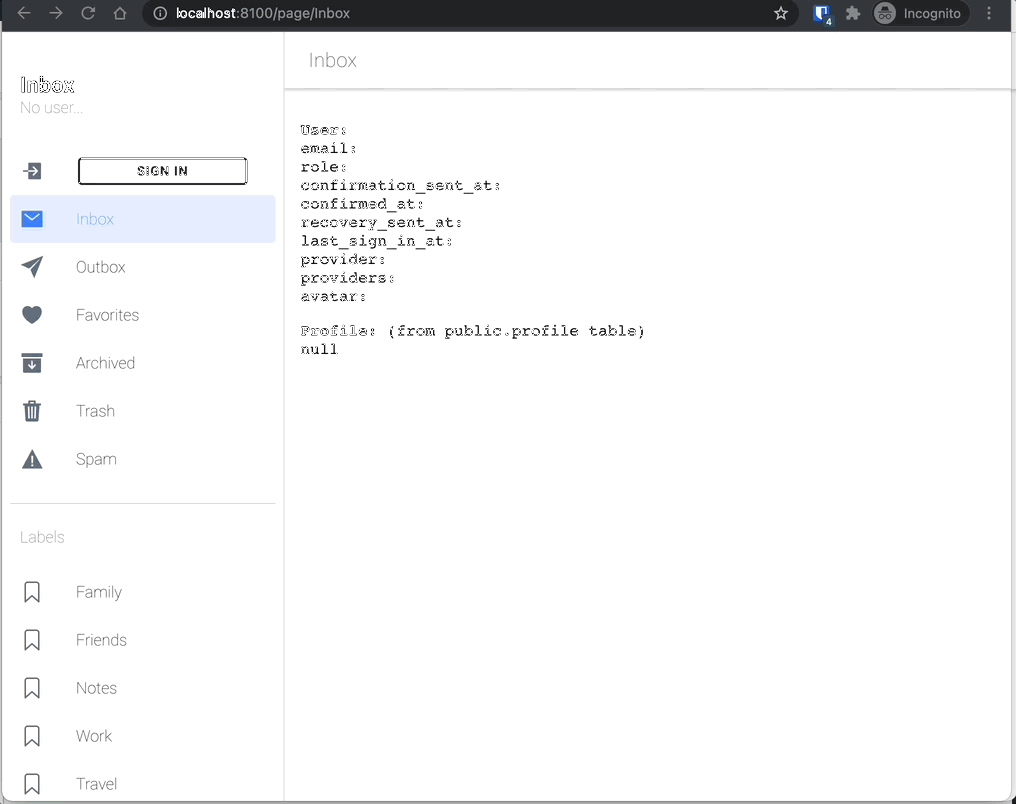 localhost:8100/page/Inbox
4
Incognito
Inbox
No user...
SIGN IN
Inbox
Outbox
Favorites
Archived
Trash
Spam
Labels
Family
Friends
Notes
Work
Travel
Inbox
User:
email:
role:
confirmation_sent_at:
confirmed_at:
recovery_sent_at:
last_sign_in_at:
provider:
providers:
avatar:
Profile: (from public.profile table)
null